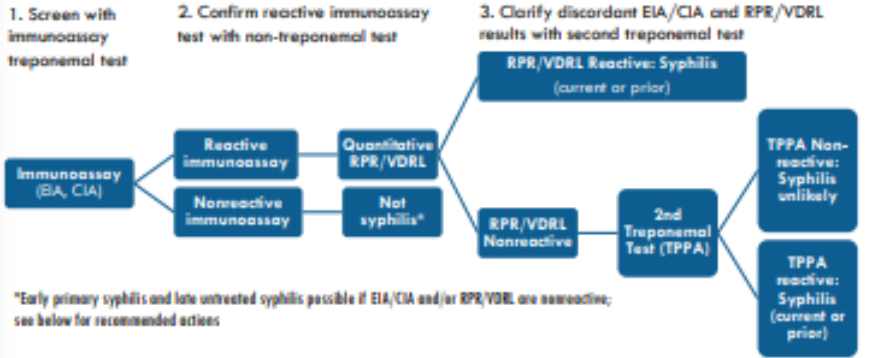 1. Screen with
immunoassay
treponemal test
2. Confirm reactive immunoassay
test with non-treponemal test
3. Clarify discordant EIA/CIA and RPR/VDRL
results with second treponemal test
Immunoassay
(EIA, CIA)
Reactive
immunoassay
Nonreactive
immunoassay
Quantitative
RPR/VDRL
Not
syphilis*
RPR/VDRL Reactive: Syphilis
(current or prior)
RPR/VDRL
Nonreactive
2nd
Treponemal
Test (TPPA)
TPPA Non-
reactive:
Syphilis
unlikely
TPPA
reactive:
Syphilis
(current or
prior)
*Early primary syphilis and late untreated syphilis possible if EIA/CIA and/or RPR/VDRL are nonreactive;
see below for recommended actions